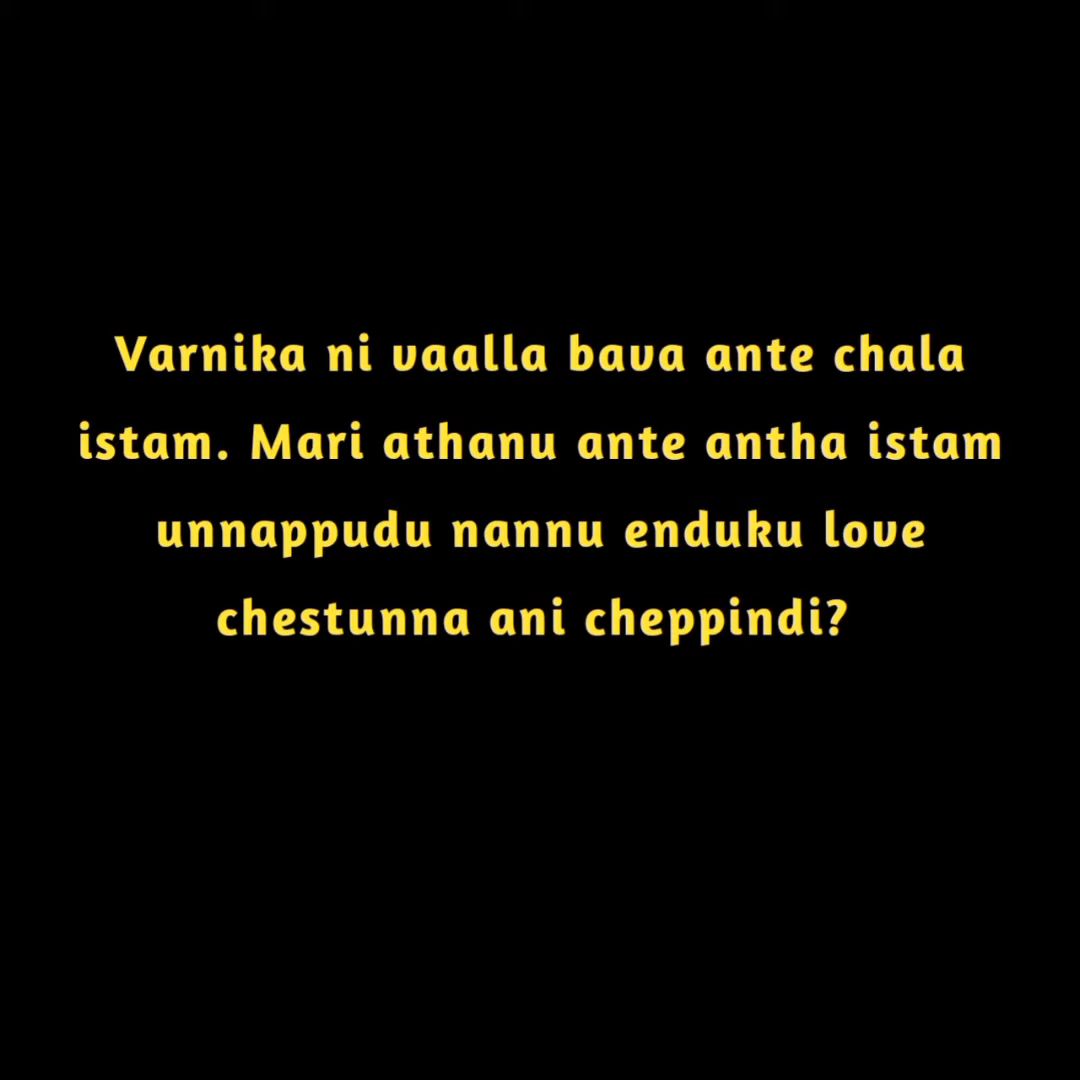 Varnika ni vaalla bava ante chala
istam. Mari athanu ante antha istam
unnappudu nannu enduku love
chestunna ani cheppindi?